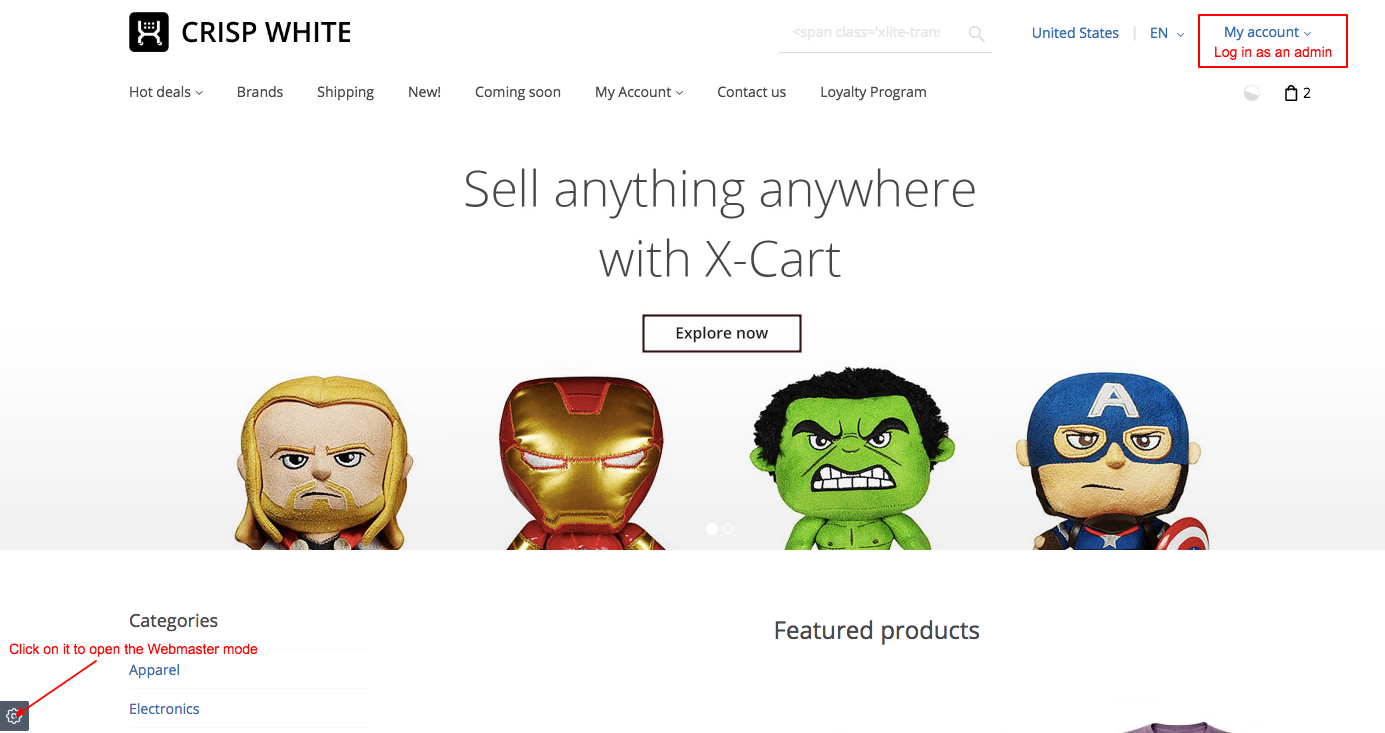 CRISP WHITE
<span class='xlite-trans
United States | EN
My account
Log in as an admin
Hot deals Brands Shipping New! Coming soon My Account Contact us Loyalty Program
2
Sell anything anywhere
with X-Cart
Explore now
A
Categories
Featured products
Click on it to open the Webmaster mode
Apparel
Electronics